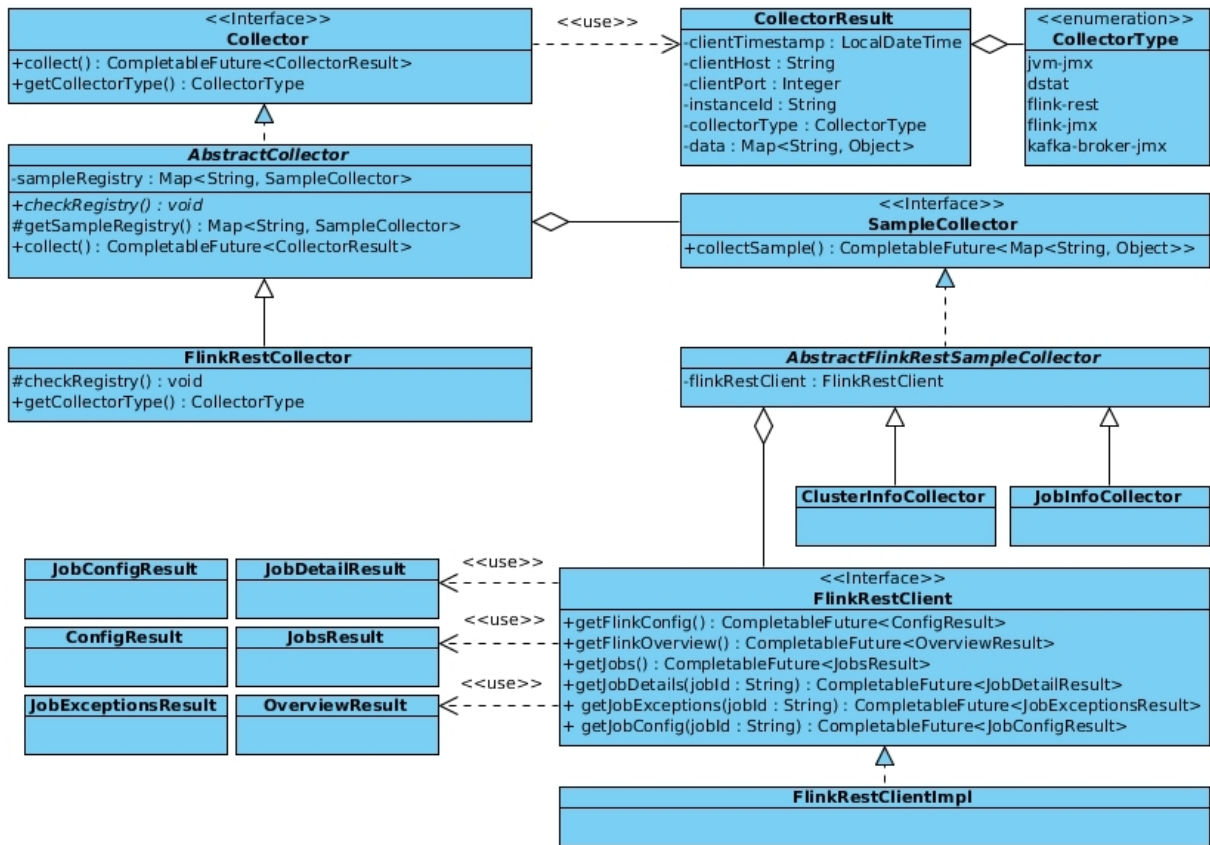 <<Interface>>
Collector
+collect() : CompletableFuture<CollectorResult>
+getCollectorType() : CollectorType
<<use>>
CollectorResult
-clientTimestamp : LocalDateTime
-clientHost : String
-clientPort : Integer
-instanceId : String
-collectorType : CollectorType
-data : Map<String, Object>
<<enumeration>>
CollectorType
jvm-jmx
dstat
flink-rest
flink-jmx
kafka-broker-jmx
AbstractCollector
-sampleRegistry : Map<String, SampleCollector>
+checkRegistry() : void
#getSampleRegistry() : Map<String, SampleCollector>
+collect() : CompletableFuture<CollectorResult>
<<Interface>>
SampleCollector
+collectSample() : CompletableFuture<Map<String, Object>>
FlinkRestCollector
#checkRegistry() : void
+getCollectorType() : CollectorType
AbstractFlinkRestSampleCollector
-flinkRestClient : FlinkRestClient
ClusterInfoCollector
JobInfoCollector
JobConfigResult
JobDetailResult
<<use>>
ConfigResult
JobsResult
<<use>>
JobExceptionsResult
OverviewResult
<<use>>
<<Interface>>
FlinkRestClient
+getFlinkConfig() : CompletableFuture<ConfigResult>
+getFlinkOverview() : CompletableFuture<OverviewResult>
+getJobs() : CompletableFuture<JobsResult>
+getJobDetails(jobId : String) : CompletableFuture<JobDetailResult>
+ getJobExceptions(jobId : String) : CompletableFuture<JobExceptionsResult>
+ getJobConfig(jobId : String) : CompletableFuture<JobConfigResult>
FlinkRestClientImpl